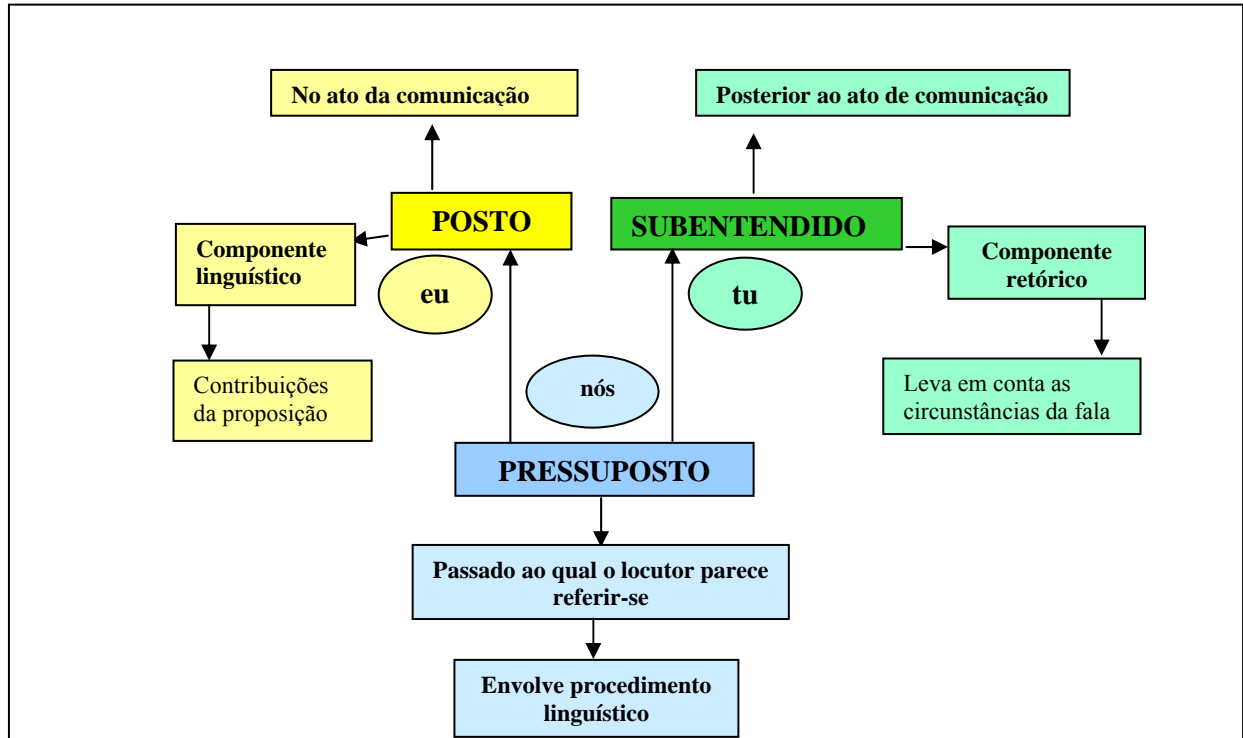 No ato da comunicação
Posterior ao ato de comunicação
POSTO
SUBENTENDIDO
Componente
linguístico
eu
tu
Componente
retórico
Contribuições
da proposição
nós
Leva em conta as
circunstâncias da fala
PRESSUPOSTO
Passado ao qual o locutor parece
referir-se
Envolve procedimento
linguístico